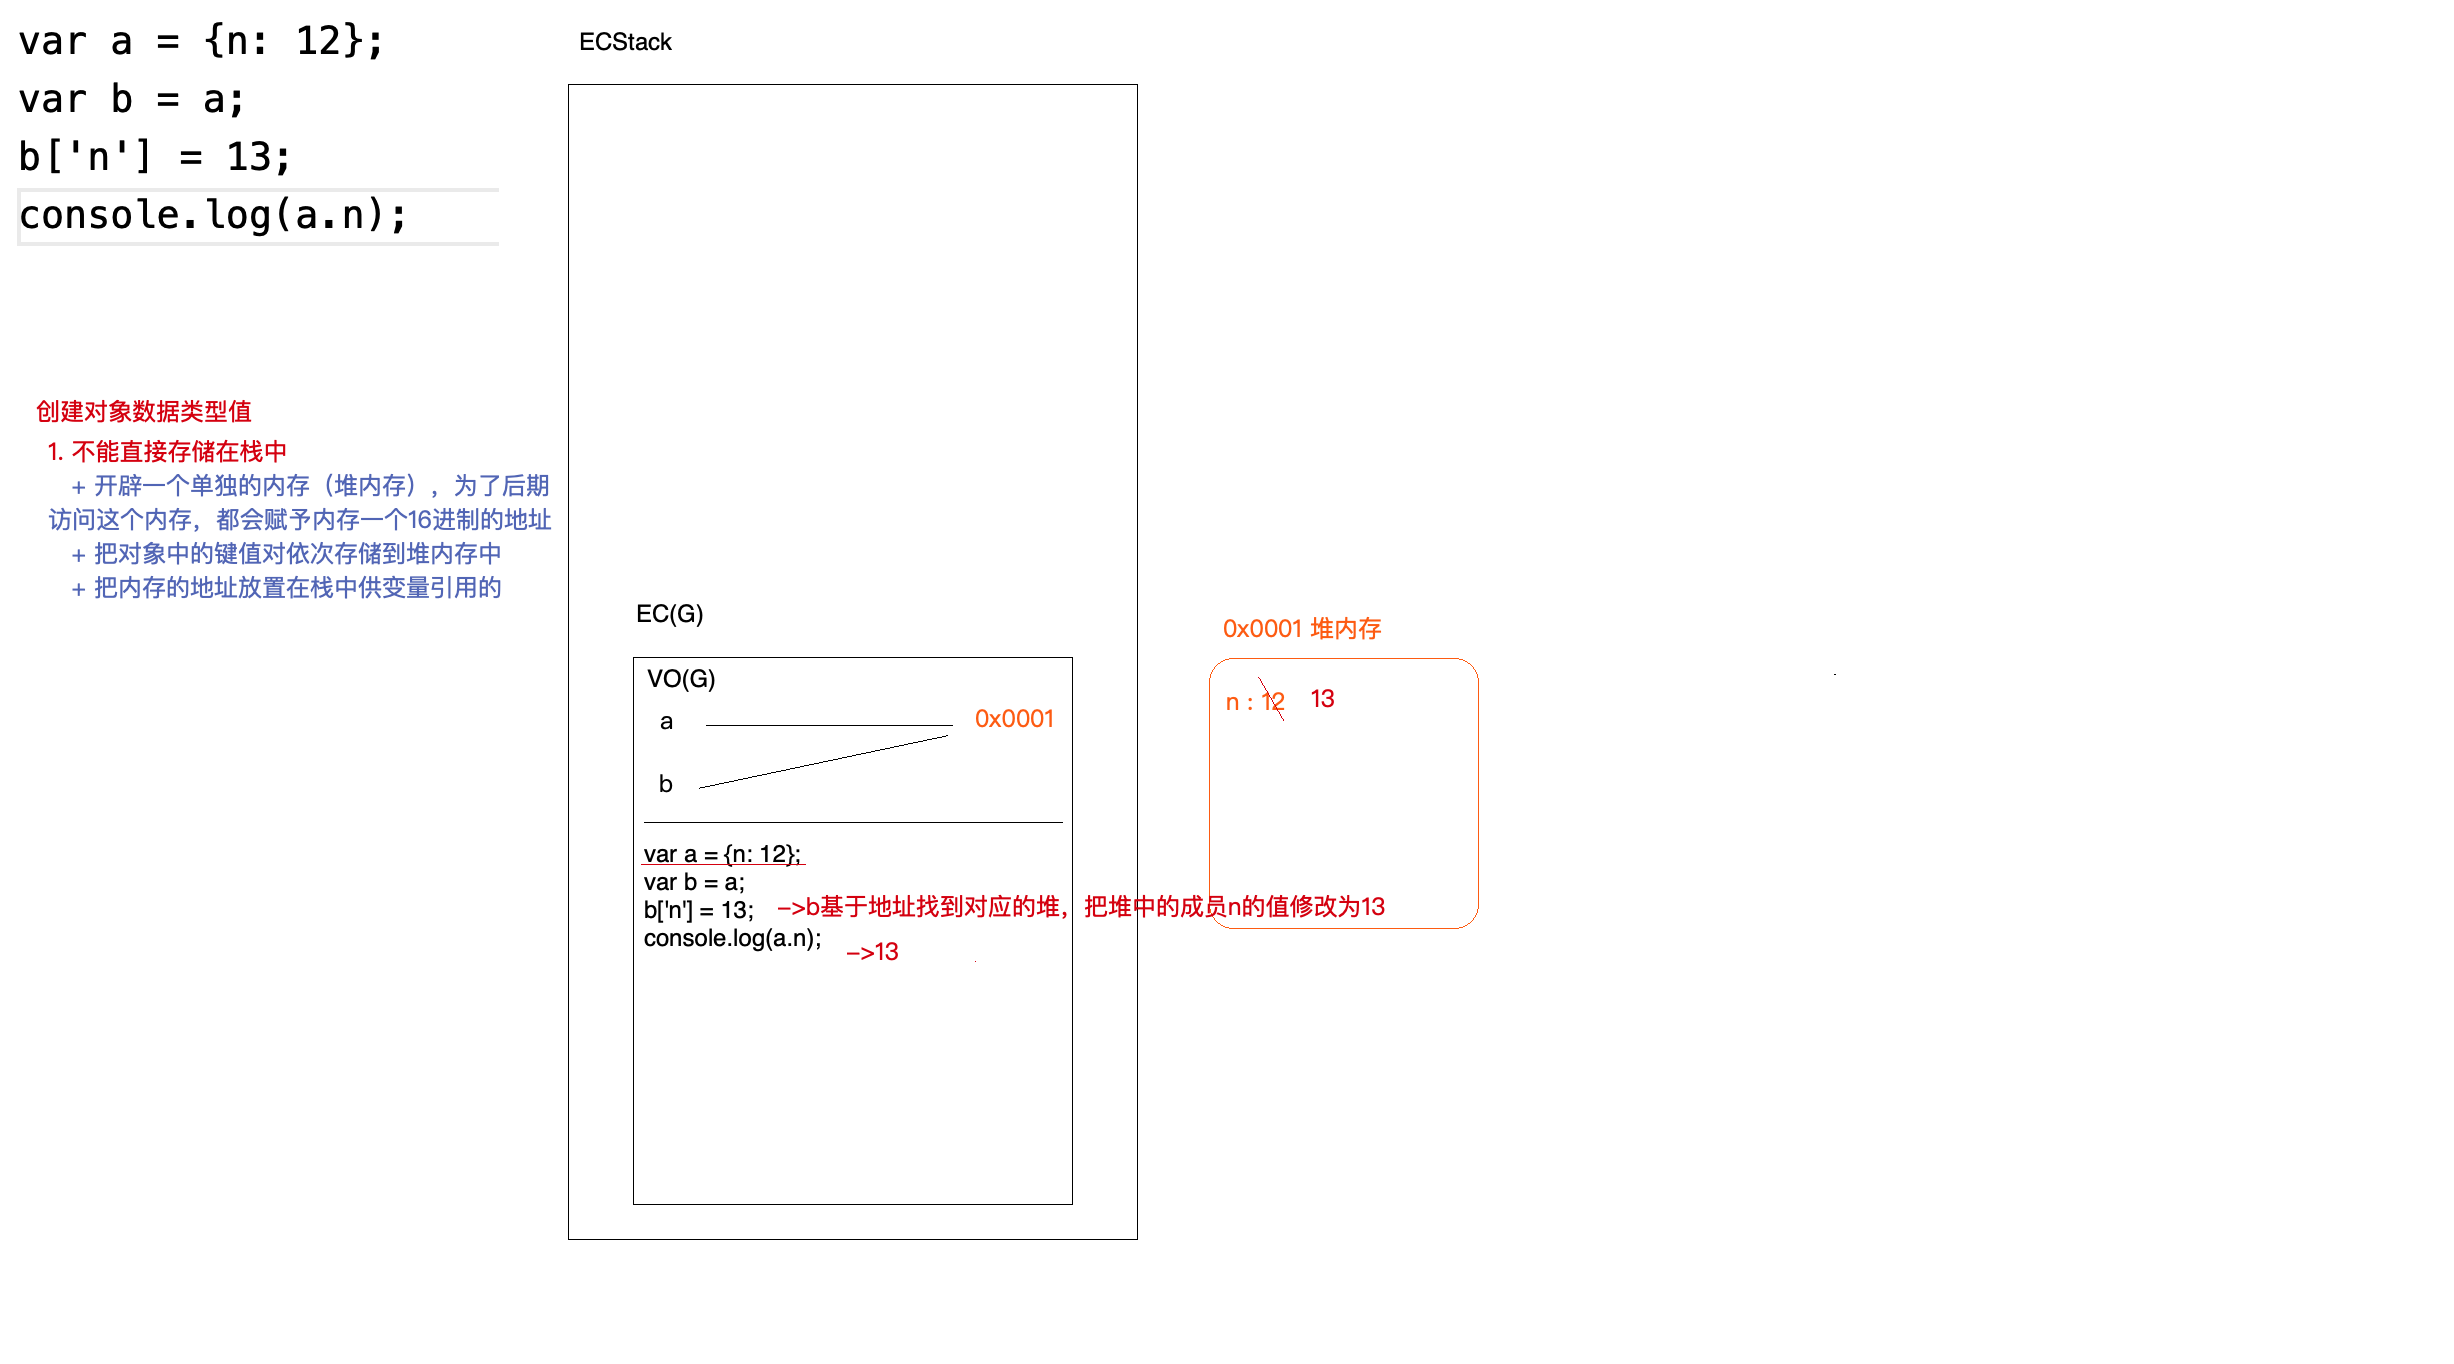 var a = {n: 12};
var b = a;
b['n'] = 13;
console.log(a.n);
创建对象数据类型值
1. 不能直接存储在栈中
+ 开辟一个单独的内存（堆内存），为了后期
访问这个内存，都会赋予内存一个16进制的地址
+ 把对象中的键值对依次存储到堆内存中
+ 把内存的地址放置在栈中供变量引用的
ECStack
EC(G)
VO(G)
a
0x0001
b
var a = {n: 12};
var b = a;
b['n'] = 13; –>b基于地址找到对应的堆，把堆中的成员n的值修改为13
console.log(a.n); –>13
0x0001 堆内存
n : 12 13